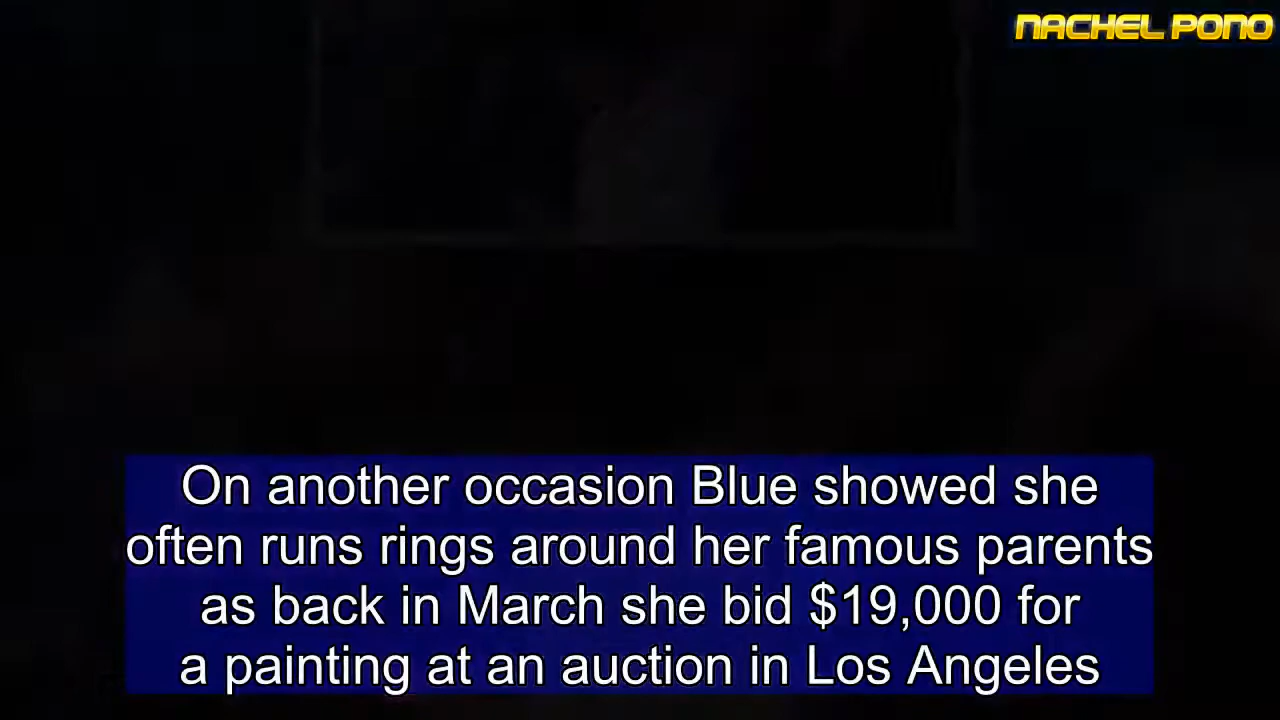 NACHEL PONO
On another occasion Blue showed she
often runs rings around her famous parents
as back in March she bid $19,000 for
a painting at an auction in Los Angeles